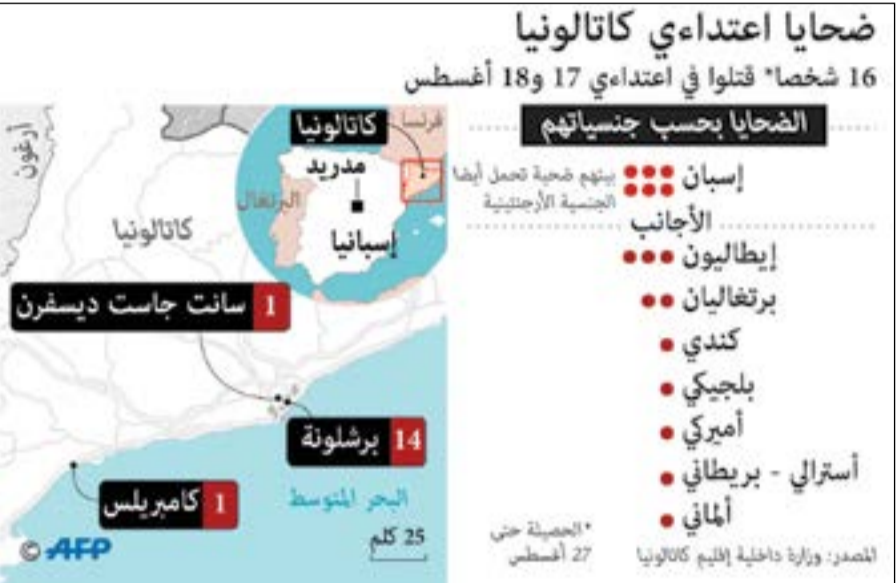 ضحايا اعتداءي كاتالونيا
16 شخصا* قتلوا في اعتداءي 17 و18 أغسطس
الضحايا بحسب جنسياتهم
إسبان
بينهم ضحية تحمل أيضا
الجنسية الأرجنتينية
الأجانب
إيطاليون
برتغاليان
كندي
بلجيكي
أميركي
أسترالي - بريطاني
ألماني
*الحصيلة حتى
27 أغسطس
المصدر: وزارة داخلية إقليم كاتالونيا
فرنسا
كاتالونيا
مدريد
البرتغال
إسبانيا
أرغون
كاتالونيا
1 سانت جاست ديسفرن
14 برشلونة
1 كامبريلس
البحر المتوسط
25 كلم
© AFP